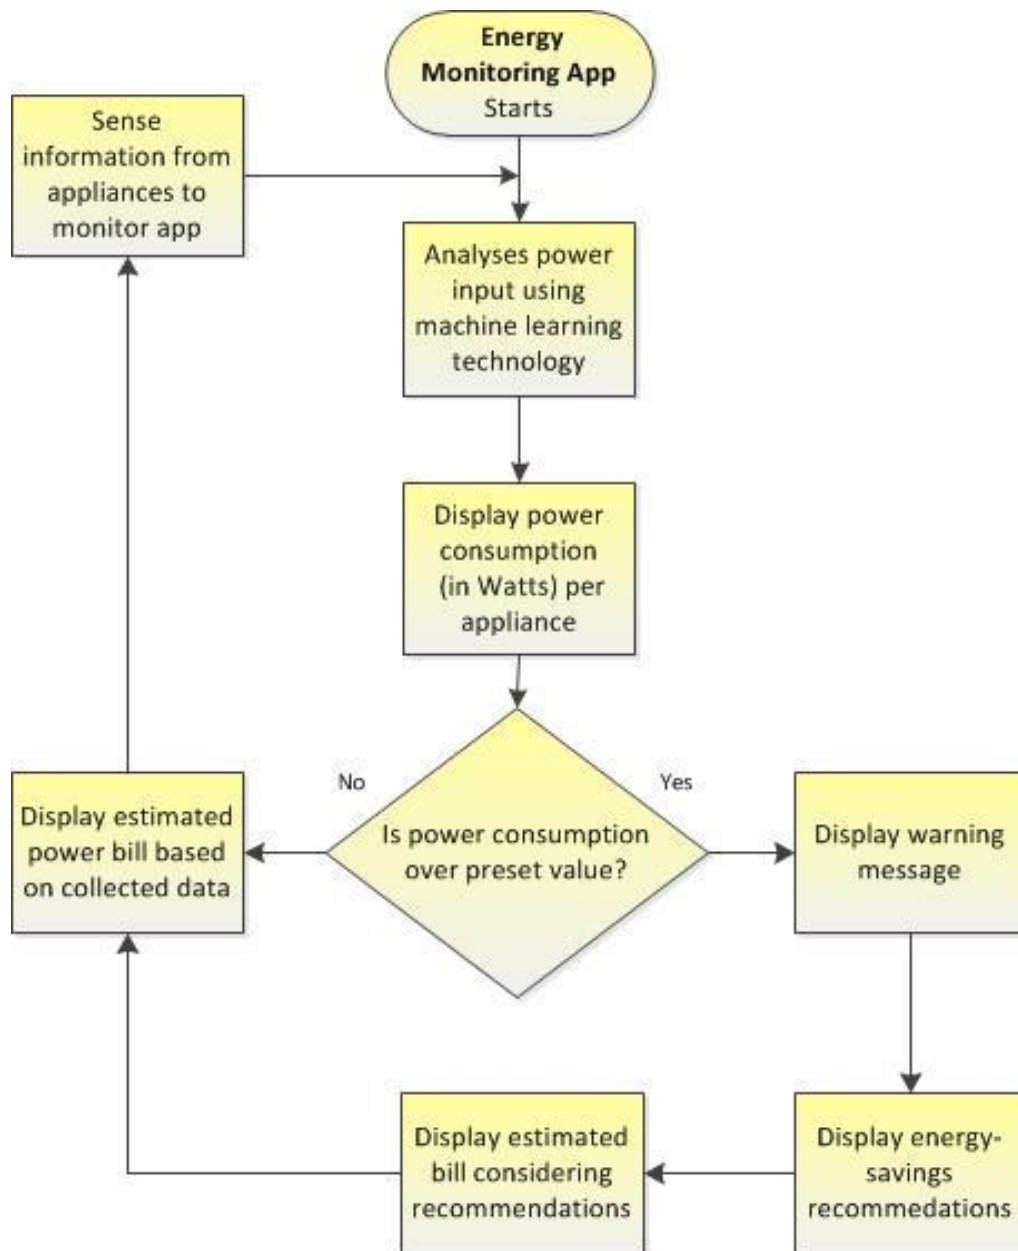 Energy
Monitoring App
Starts
Sense
information from
appliances to
monitor app
Analyses power
input using
machine learning
technology
Display power
consumption
(in Watts) per
appliance
No
Yes
Is power consumption
over preset value?
Display estimated
power bill based
on collected data
Display warning
message
Display estimated
bill considering
recommendations
Display energy-
savings
recommedations